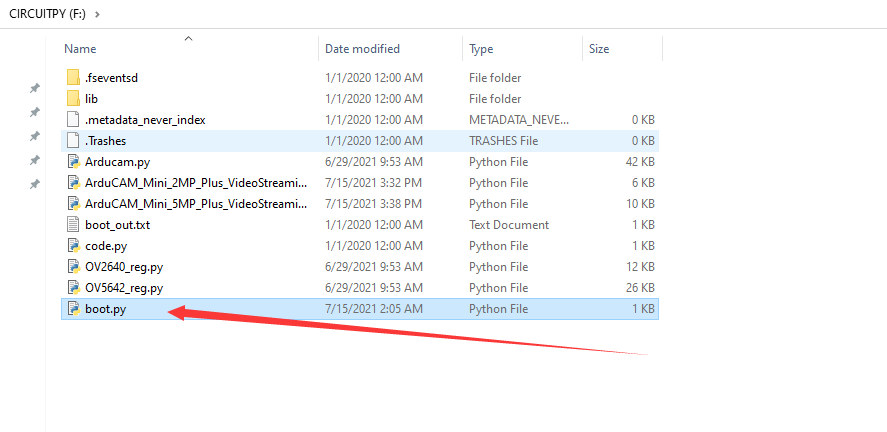 CIRCUITPY (F:)
Name Date modified Type Size
.fseventsd 1/1/2020 12:00 AM File folder
lib 1/1/2020 12:00 AM File folder
.metadata_never_index 1/1/2020 12:00 AM METADATA_NEVE... 0 KB
.Trashes 1/1/2020 12:00 AM TRASHES File 0 KB
Arducam.py 6/29/2021 9:53 AM Python File 42 KB
ArduCAM_Mini_2MP_Plus_VideoStreami... 7/15/2021 3:32 PM Python File 6 KB
ArduCAM_Mini_5MP_Plus_VideoStreami... 7/15/2021 3:38 PM Python File 10 KB
boot_out.txt 1/1/2020 12:00 AM Text Document 1 KB
code.py 1/1/2020 12:00 AM Python File 1 KB
OV2640_reg.py 6/29/2021 9:53 AM Python File 12 KB
OV5642_reg.py 6/29/2021 9:53 AM Python File 26 KB
boot.py 7/15/2021 2:05 AM Python File 1 KB